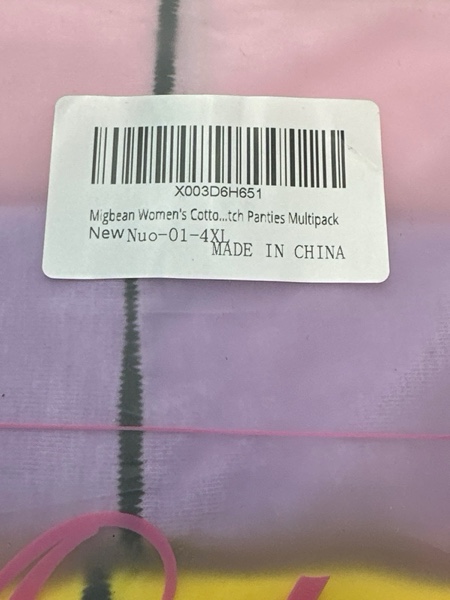 X003D6H651
Migbean Women's Cotto...tch Panties Multipack
New Nuo-01-4XL
MADE IN CHINA